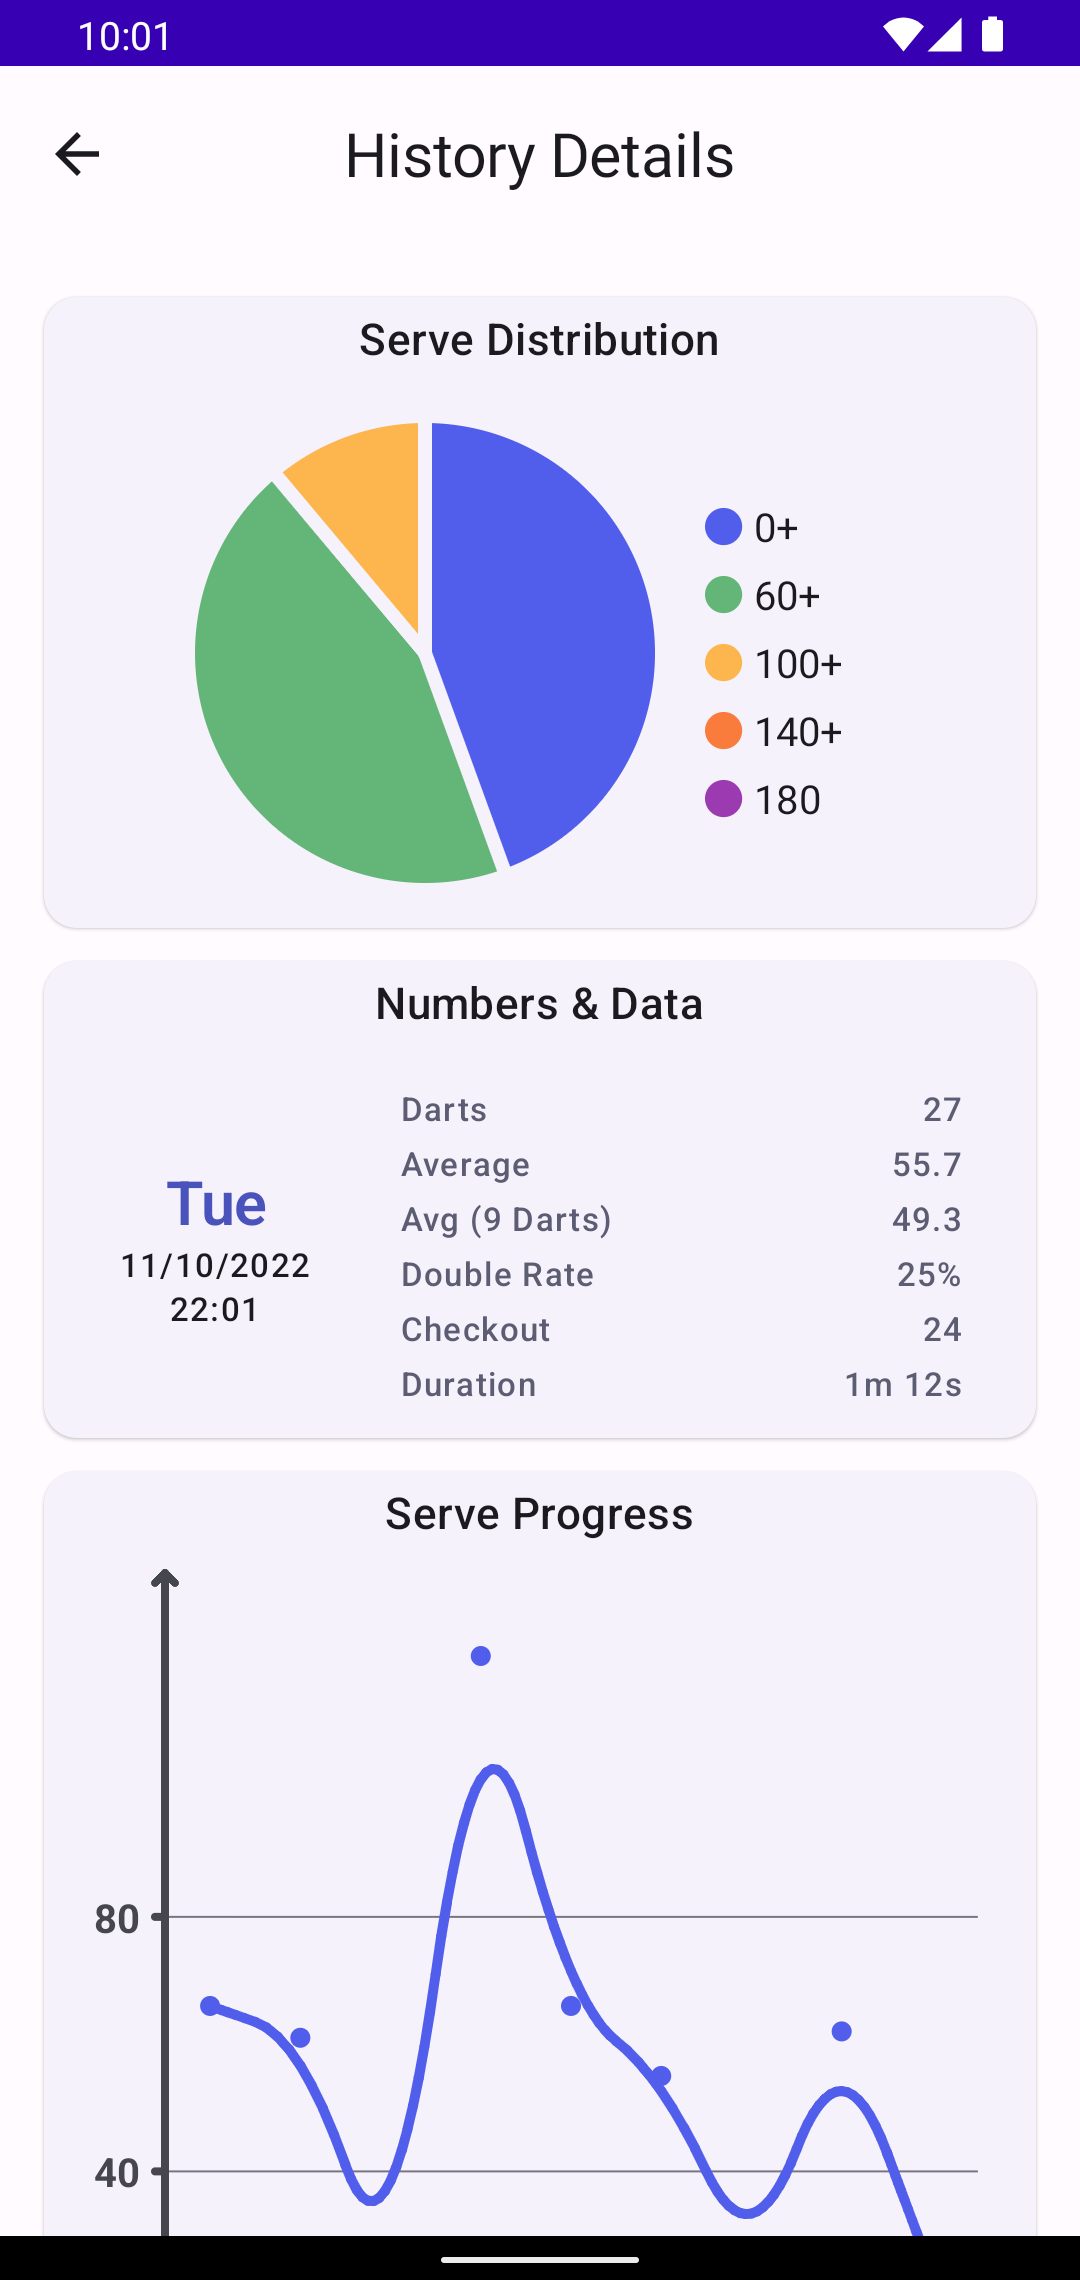 10:01
History Details
Serve Distribution
0+
60+
100+
140+
180
Numbers & Data
Tue
11/10/2022
22:01
Darts 27
Average 55.7
Avg (9 Darts) 49.3
Double Rate 25%
Checkout 24
Duration 1m 12s
Serve Progress
80
40